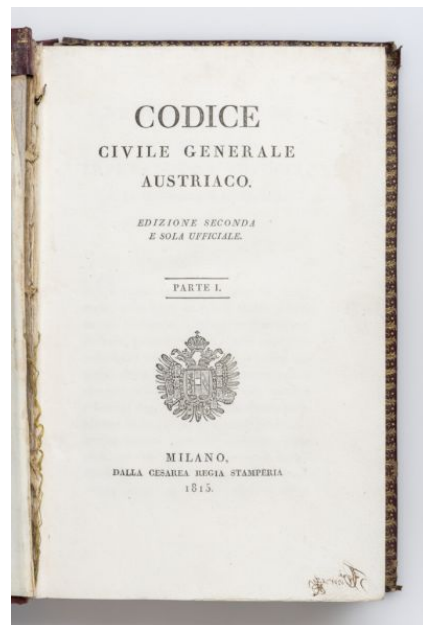 CODICE
CIVILE GENERALE
AUSTRIACO.
EDIZIONE SECONDA
E SOLA UFFICIALE.
PARTE I.
MILANO,
DALLA CESAREA REGIA STAMPERIA
1815.